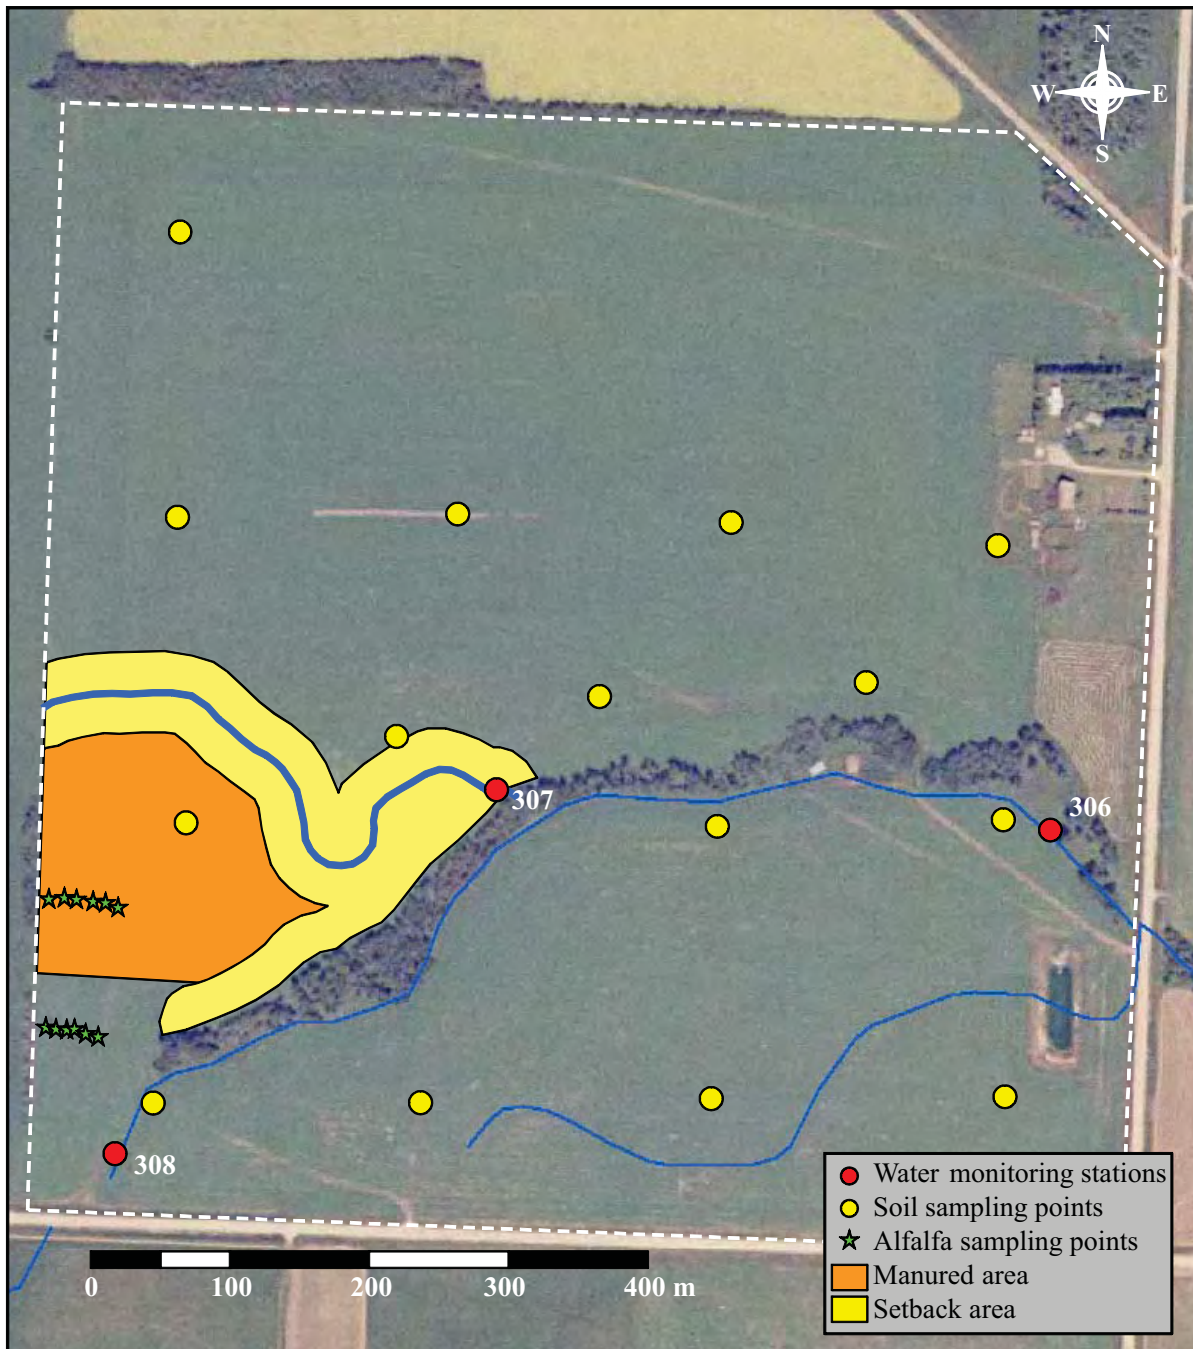 N
W E
S
307
306
308
Water monitoring stations
Soil sampling points
Alfalfa sampling points
Manured area
Setback area
0 100 200 300 400 m